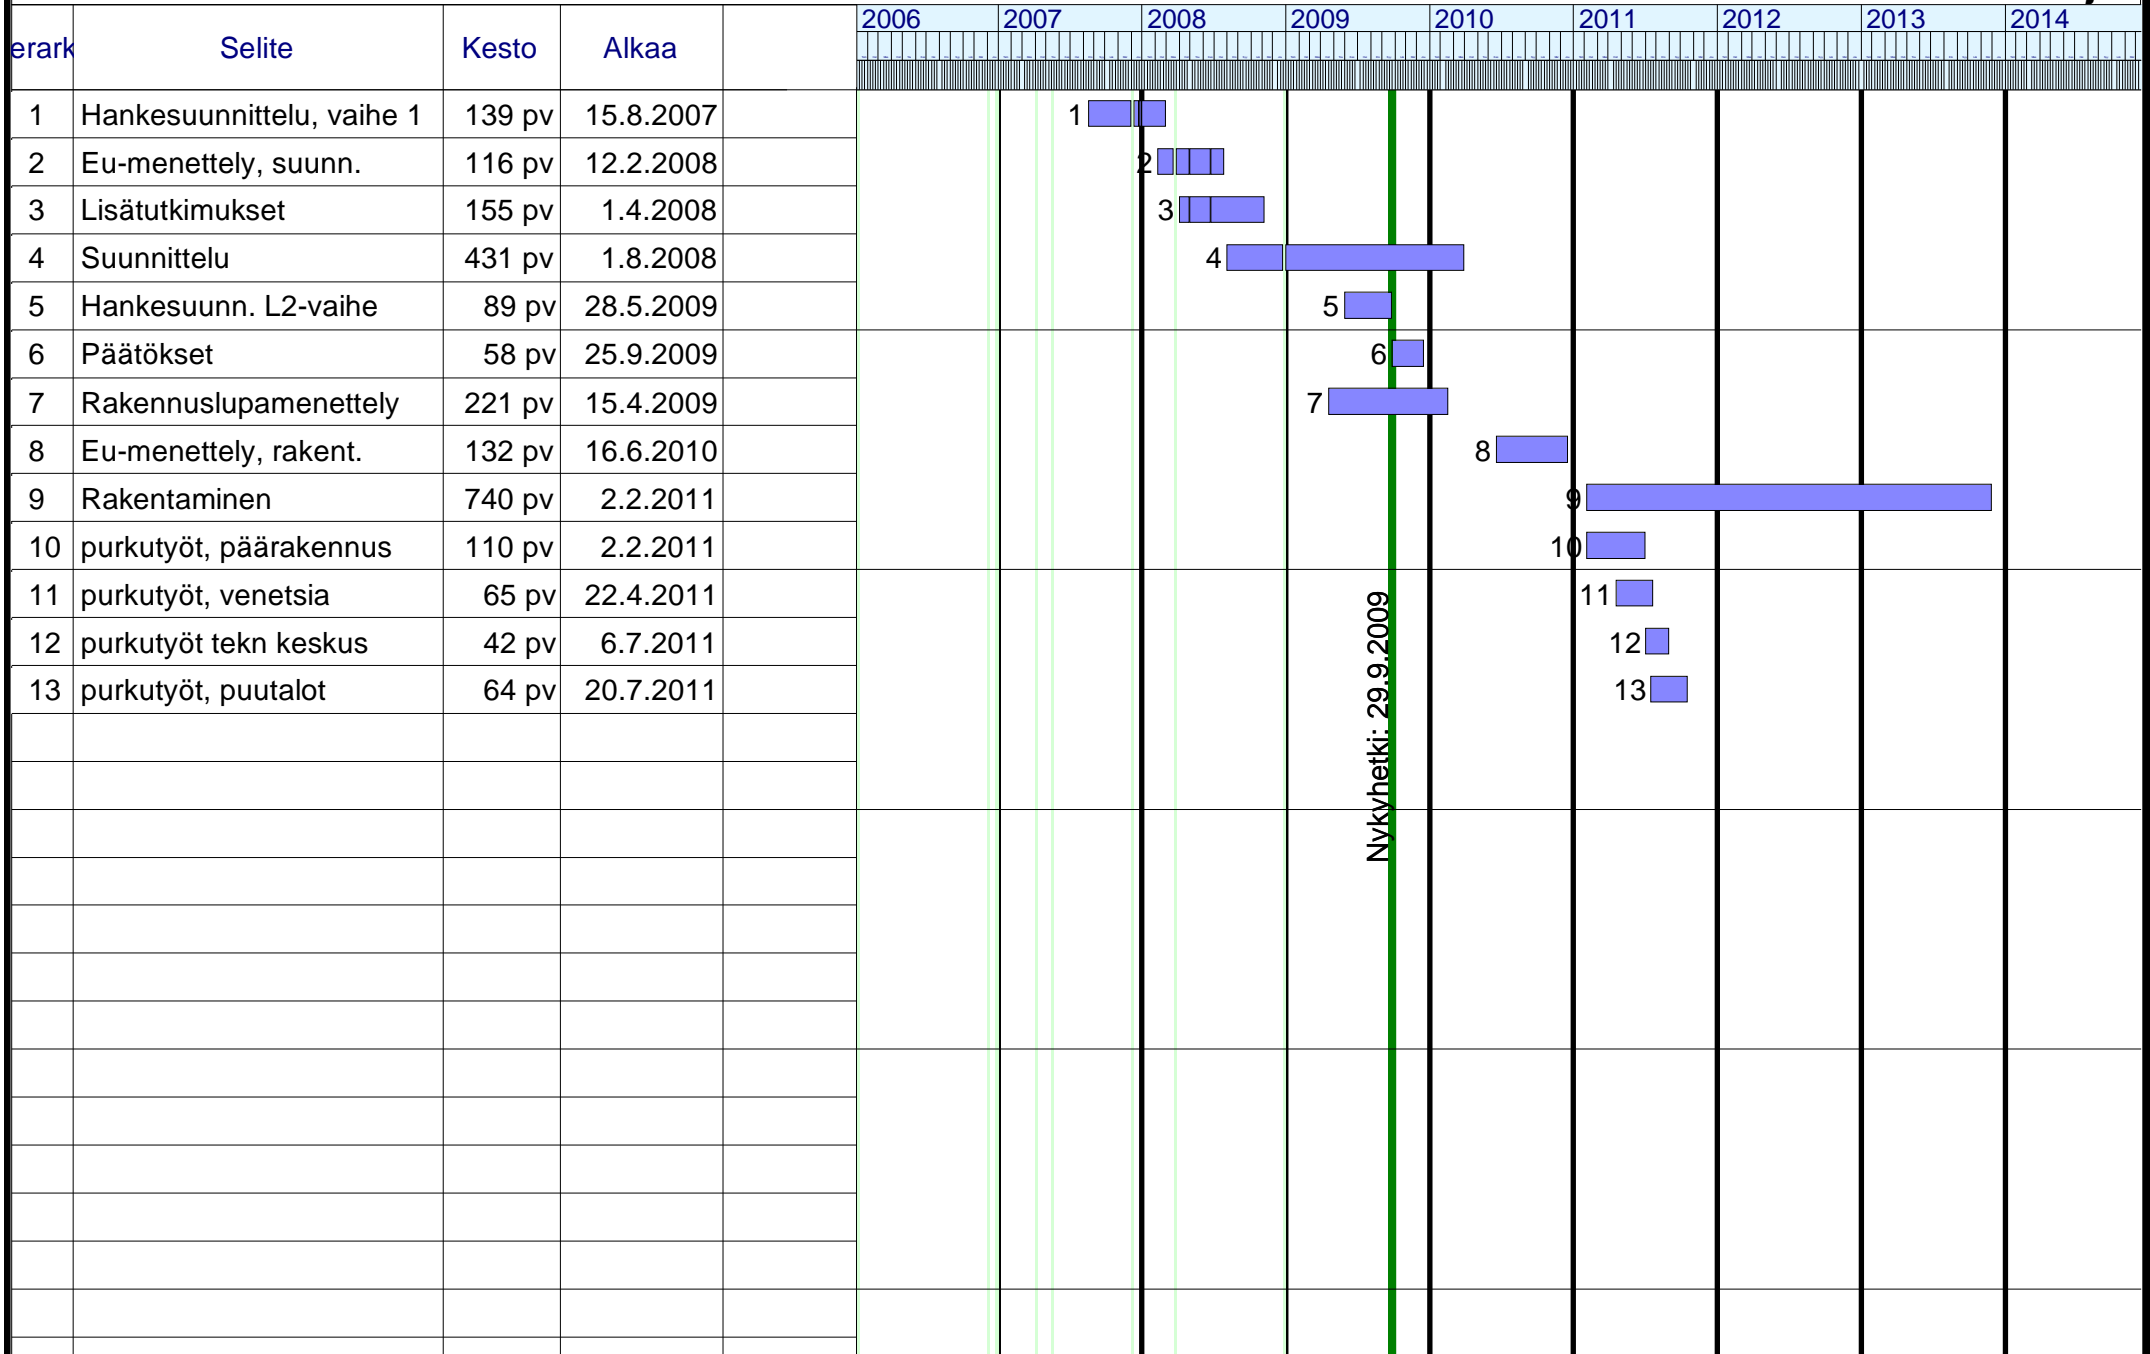 2006 2007 2008 2009 2010 2011 2012 2013 2014
erark Selite Kesto Alkaa
1 Hankesuunnittelu, vaihe 1 139 pv 15.8.2007 1
2 Eu-menettely, suunn. 116 pv 12.2.2008 2
3 Lisätutkimukset 155 pv 1.4.2008 3
4 Suunnittelu 431 pv 1.8.2008 4
5 Hankesuunn. L2-vaihe 89 pv 28.5.2009 5
6 Päätökset 58 pv 25.9.2009 6
7 Rakennuslupamenettely 221 pv 15.4.2009 7
8 Eu-menettely, rakent. 132 pv 16.6.2010 8
9 Rakentaminen 740 pv 2.2.2011 9
10 purkutyöt, päärakennus 110 pv 2.2.2011 10
11 purkutyöt, venetsia 65 pv 22.4.2011 11
12 purkutyöt tekn keskus 42 pv 6.7.2011 12
13 purkutyöt, puutalot 64 pv 20.7.2011 13
Nykyhetki: 29.9.2009